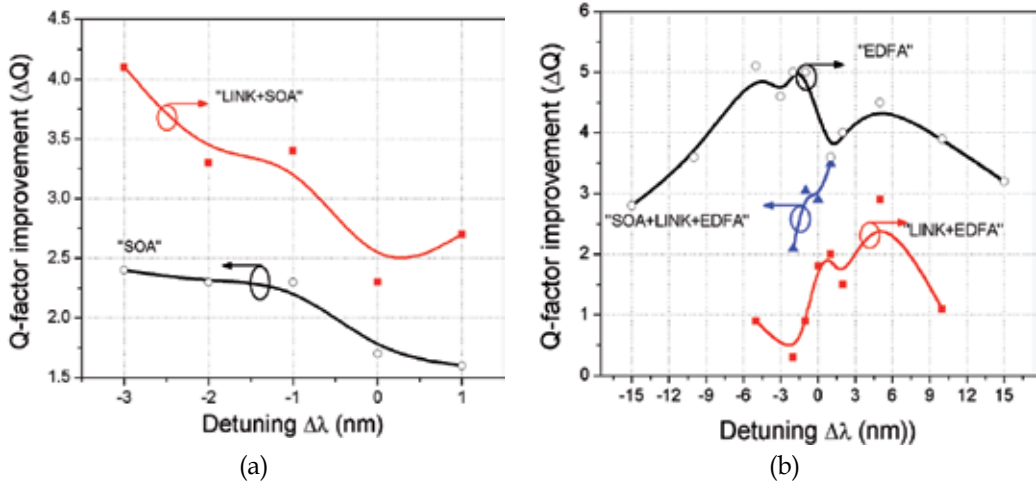 4.5
4.0
3.5
3.0
2.5
2.0
1.5
Q-factor improvement (ΔQ)
"LINK+SOA"
"SOA"
-3 -2 -1 0 1
Detuning Δλ (nm)
(a)
6
5
4
3
2
1
0
Q-factor improvement (ΔQ)
"EDFA"
"SOA+LINK+EDFA"
"LINK+EDFA"
-15 -12 -9 -6 -3 0 3 6 9 12 15
Detuning Δλ (nm))
(b)